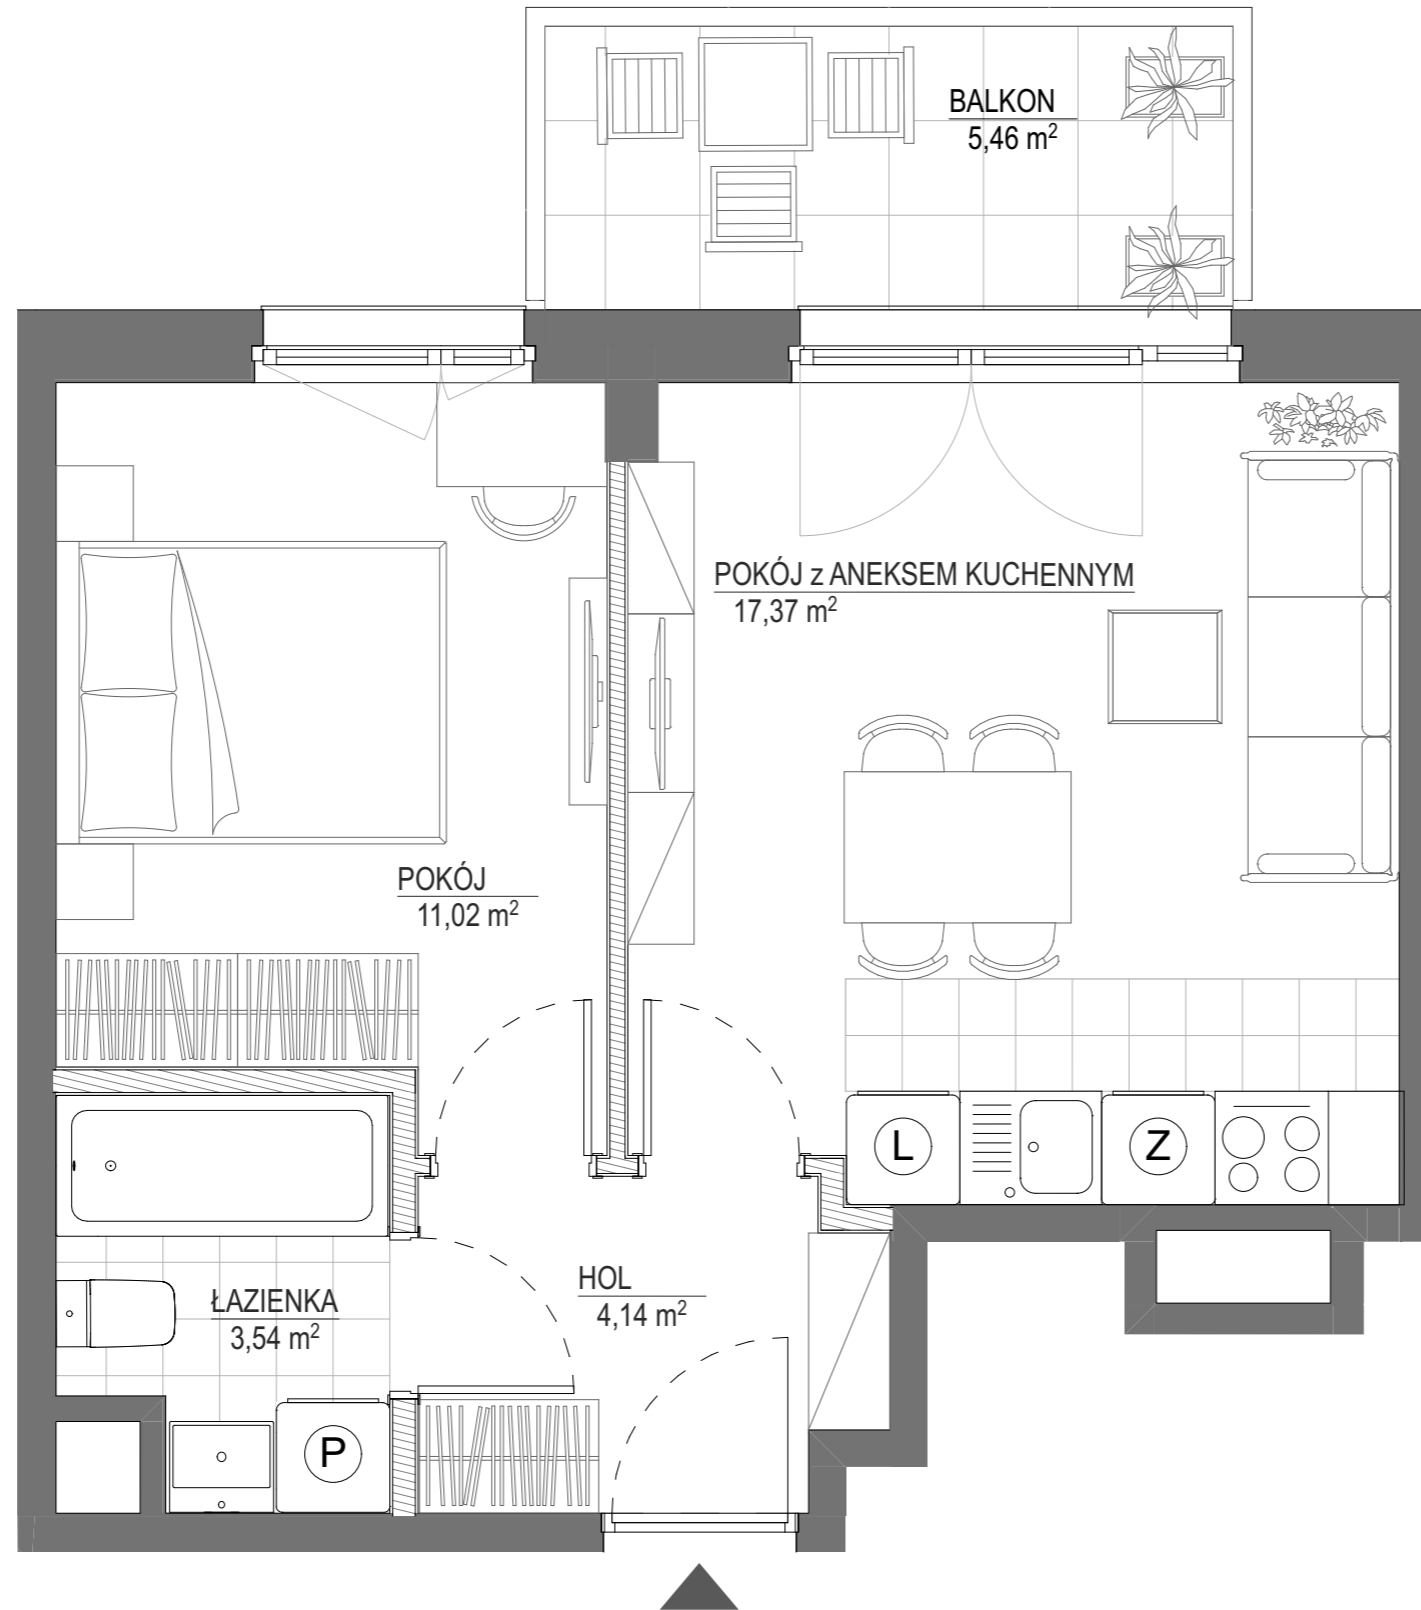 BALKON
5,46 m²
POKÓJ z ANEKSEM KUCHENNYM
17,37 m²
POKÓJ
11,02 m²
L
Z
HOL
4,14 m²
ŁAZIENKA
3,54 m²
P